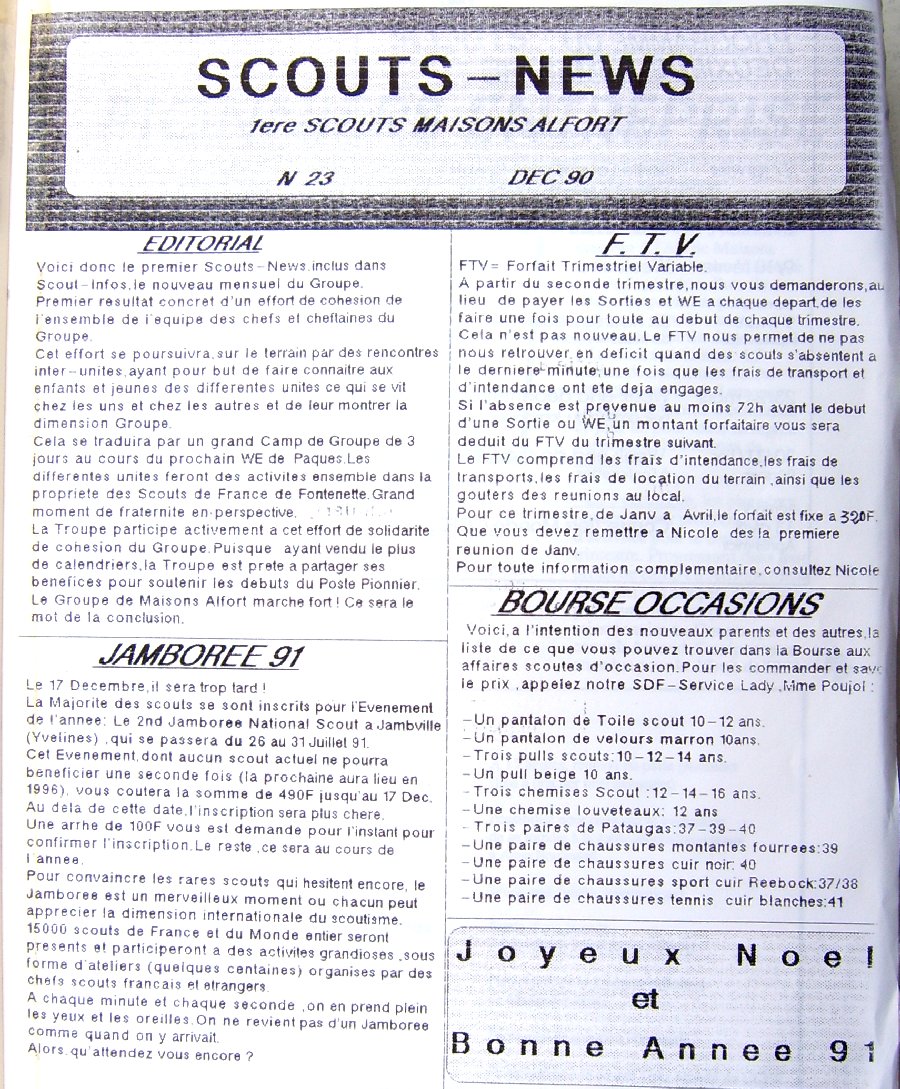 SCOUTS - NEWS
1ere SCOUTS MAISONS ALFORT
N 23 DEC 90
EDITORIAL
Voici donc le premier Scouts-News.inclus dans
Scout-Infos.le nouveau mensuel du Groupe.
Premier resultat concret d'un effort de cohesion de
l'ensemble de l'equipe des chefs et cheftaines du
Groupe.
Cet effort se poursuivra,sur le terrain par des rencontres
inter-unites,ayant pour but de faire connaitre aux
enfants et jeunes des differentes unites ce qui se vit
chez les uns et chez les autres et de leur montrer la
dimension Groupe.
Cela se traduira par un grand Camp de Groupe de 3
jours au cours du prochain WE de Paques.Les
differentes unites feront des activites ensemble dans la
propriete des Scouts de France de Fontenette.Grand
moment de fraternite en perspective.
La Troupe participe activement a cet effort de solidarite
de cohesion du Groupe.Puisque ayant vendu le plus
de calendriers,la Troupe est prete a partager ses
benefices pour soutenir les debuts du Poste Pionnier.
Le Groupe de Maisons Alfort marche fort! Ce sera le
mot de la conclusion.
JAMBOREE 91
Le 17 Decembre,il sera trop tard !
La Majorite des scouts se sont inscrits pour l'Evenement
de l'annee: Le 2nd Jamboree National Scout a Jambville
(Yvelines) ,qui se passera du 26 au 31 Juillet 91.
Cet Evenement,dont aucun scout actuel ne pourra
beneficier une seconde fois (la prochaine aura lieu en
1996), vous coutera la somme de 490F jusqu'au 17 Dec.
Au dela de cette date,l'inscription sera plus chere.
Une arrhe de 100F vous est demande pour l'instant pour
confirmer l'inscription.Le reste ,ce sera au cours de
l'annee.
Pour convaincre les rares scouts qui hesitent encore, le
Jamboree est un merveilleux moment ou chacun peut
apprecier la dimension internationale du scoutisme.
15000 scouts de France et du Monde entier seront
presents et participeront a des activites grandioses ,sous
forme d'ateliers (quelques centaines) organises par des
chefs scouts francais et etrangers.
A chaque minute et chaque seconde ,on en prend plein
les yeux et les oreilles.On ne revient pas d'un Jamboree
comme quand on y arrivait.
Alors, qu'attendez vous encore ?
F. T. V.
FTV= Forfait Trimestriel Variable.
A partir du second trimestre,nous vous demanderons,au
lieu de payer les Sorties et WE a chaque depart,de les
faire une fois pour toute au debut de chaque trimestre.
Cela n'est pas nouveau.Le FTV nous permet de ne pas
nous retrouver en deficit quand des scouts s'absentent a
le derniere minute,une fois que les frais de transport et
d'intendance ont ete deja engages.
Si l'absence est prevenue au moins 72h avant le debut
d'une Sortie ou WE,un montant forfaitaire vous sera
deduit du FTV du trimestre suivant.
Le FTV comprend les frais d'intendance,les frais de
transports,les frais de location du terrain ,ainsi que les
gouters des reunions au local.
Pour ce trimestre,de Janv a Avril,le forfait est fixe a F.
Que vous devez remettre a Nicole des la premiere
reunion de Janv.
Pour toute information complementaire,consultez Nicole
BOURSE OCCASIONS
Voici,a l'intention des nouveaux parents et des autres,la
liste de ce que vous pouvez trouver dans la Bourse aux
affaires scoutes d'occasion.Pour les commander et
le prix ,appelez notre SDF-Service Lady ,Mme Poujol :
-Un pantalon de Toile scout 10-12 ans.
-Un pantalon de velours marron 10ans.
-Trois pulls scouts:10-12-14 ans.
-Un pull beige 10 ans.
-Trois chemises Scout :12-14-16 ans.
-Une chemise louveteaux: 12 ans
-Trois paires de Pataugas:37-39-40
-Une paire de chaussures montantes fourrees:39
-Une paire de chaussures cuir noir: 40
-Une paire de chaussures sport cuir Reebock:37/38
-Une paire de chaussures tennis cuir blanches:41
Joyeux Noel
et
Bonne Annee 91